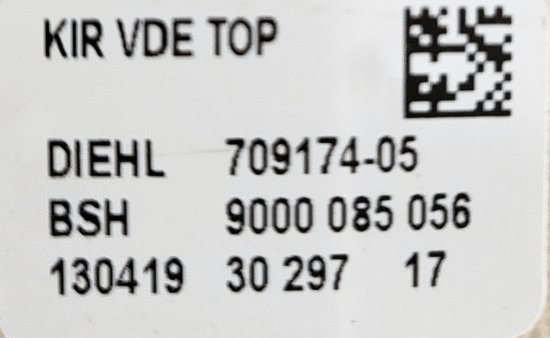 KIR VDE TOP
DIEHL 709174-05
BSH 9000 085 056
130419 30 297 17